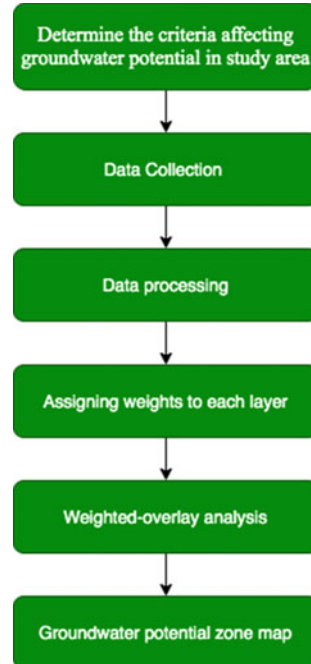 Determine the criteria affecting
groundwater potential in study area
Data Collection
Data processing
Assigning weights to each layer
Weighted-overlay analysis
Groundwater potential zone map